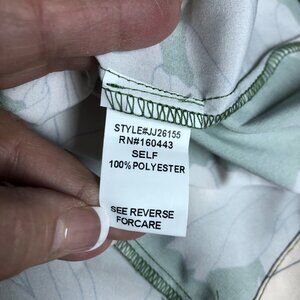 STYLE#JJ26155
RN#160443
SELF
100%POLYESTER
SEE REVERSE
FORCARE